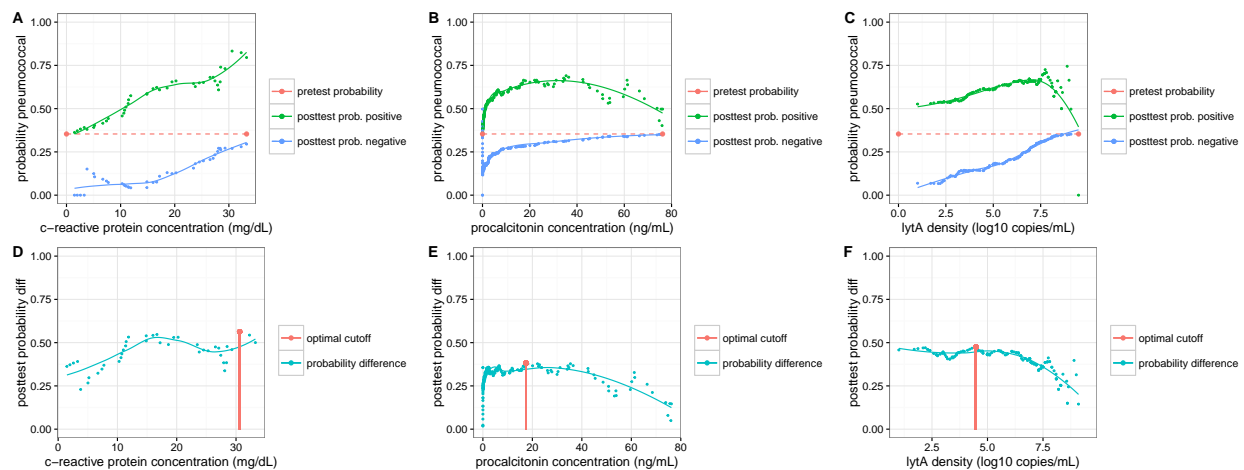 A
probability pneumococcal
1.00
0.75
0.50
0.25
0.00
0 10 20 30
c−reactive protein concentration (mg/dL)
pretest probability
posttest prob. positive
posttest prob. negative
B
probability pneumococcal
1.00
0.75
0.50
0.25
0.00
0 20 40 60 80
procalcitonin concentration (ng/mL)
pretest probability
posttest prob. positive
posttest prob. negative
C
probability pneumococcal
1.00
0.75
0.50
0.25
0.00
0.0 2.5 5.0 7.5
lytA density (log10 copies/mL)
pretest probability
posttest prob. positive
posttest prob. negative
D
posttest probability diff
1.00
0.75
0.50
0.25
0.00
0 10 20 30
c−reactive protein concentration (mg/dL)
optimal cutoff
probability difference
E
posttest probability diff
1.00
0.75
0.50
0.25
0.00
0 20 40 60 80
procalcitonin concentration (ng/mL)
optimal cutoff
probability difference
F
posttest probability diff
1.00
0.75
0.50
0.25
0.00
2.5 5.0 7.5
lytA density (log10 copies/mL)
optimal cutoff
probability difference